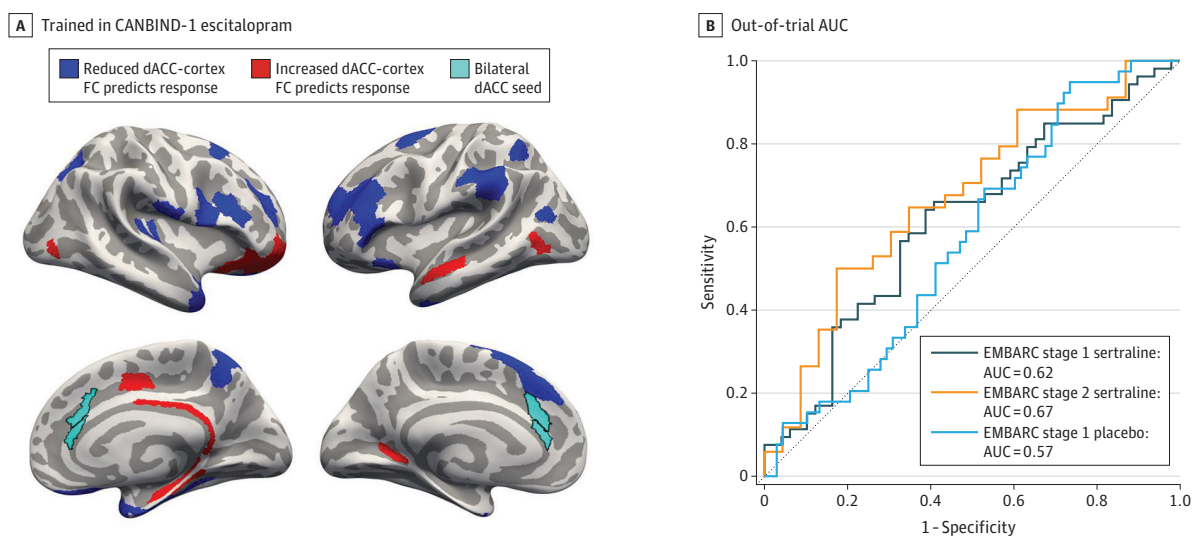 A Trained in CANBIND-1 escitalopram
Reduced dACC-cortex
FC predicts response
Increased dACC-cortex
FC predicts response
Bilateral
dACC seed
B Out-of-trial AUC
Sensitivity
1.0
0.8
0.6
0.4
0.2
0
0
0.2
0.4
0.6
0.8
1.0
1 - Specificity
EMBARC stage 1 sertraline:
AUC = 0.62
EMBARC stage 2 sertraline:
AUC = 0.67
EMBARC stage 1 placebo:
AUC = 0.57